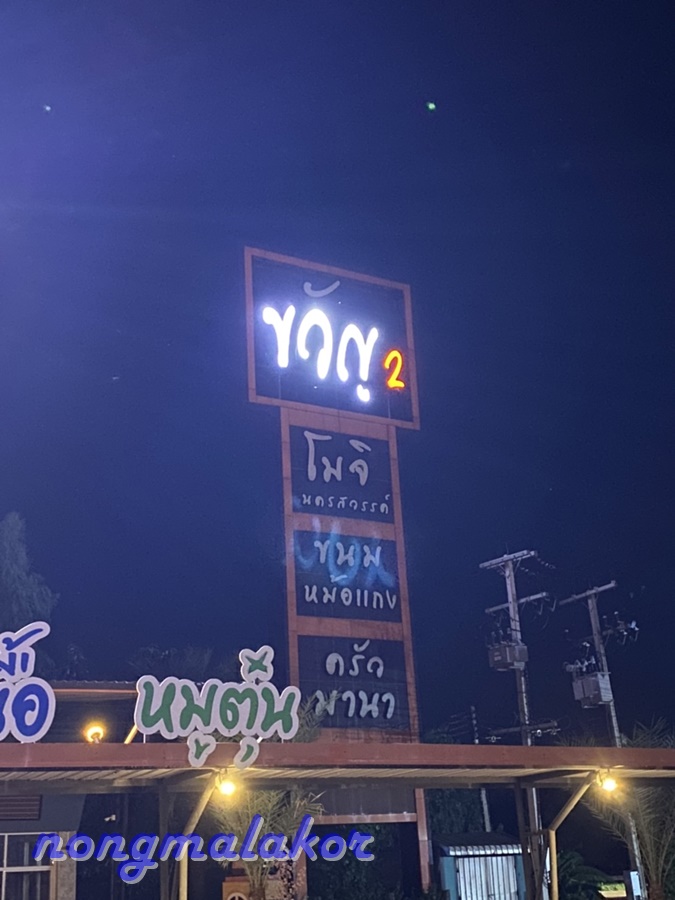 ขวัญ 2
โมจิ
นครสวรรค์
ขนม
หม้อแกง
ครัว
มานา
หมูตุ๋น
nongmalakor